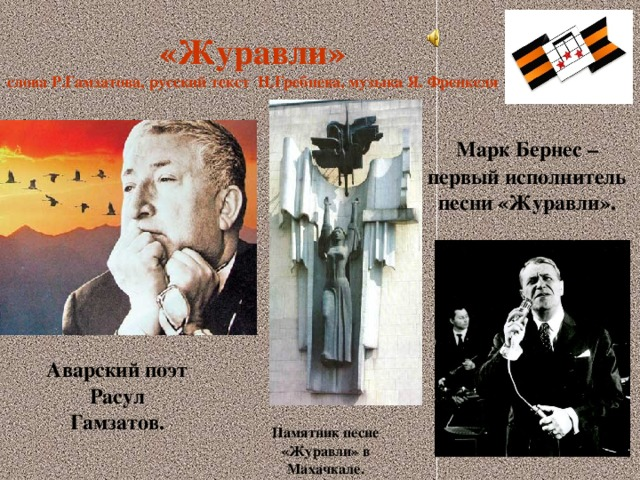 «Журавли»
слова Р.Гамзатова, русский текст Н.Гребнева, музыка Я. Френкеля
Марк Бернес –
первый исполнитель
песни «Журавли».
Аварский поэт
Расул
Гамзатов.
Памятник песне
«Журавли» в
Махачкале.